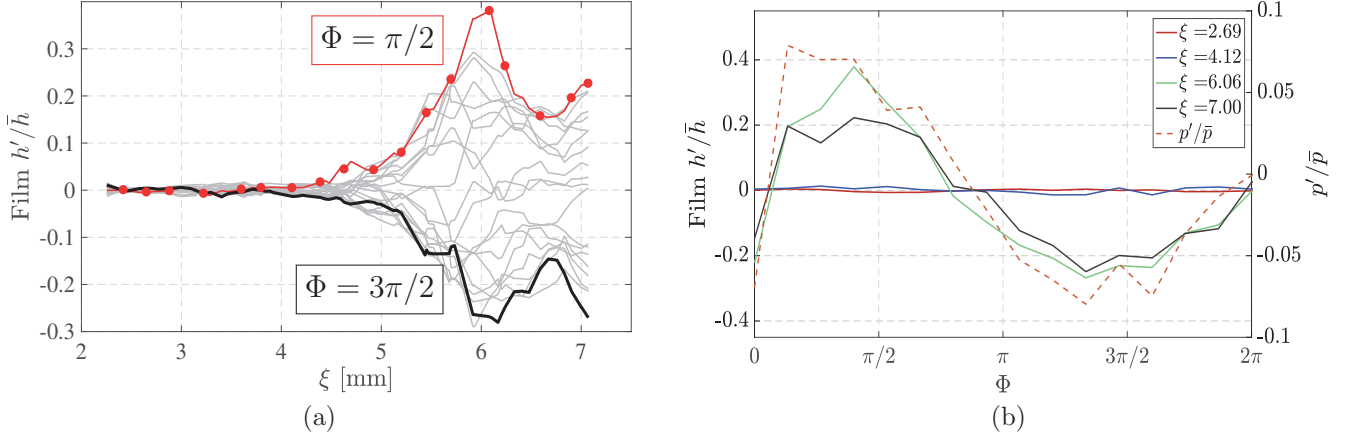 Φ = π/2
Φ = 3π/2
Film h′/h̄
0.3
0.2
0.1
0
-0.1
-0.2
-0.3
2 3 4 5 6 7
ξ [mm]
(a)
ξ =2.69
ξ =4.12
ξ =6.06
ξ =7.00
p′/p̄
Film h′/h̄
0.4
0.2
0
-0.2
-0.4
0.1
0.05
0
-0.05
-0.1
p′/p̄
0 π/2 π 3π/2 2π
Φ
(b)